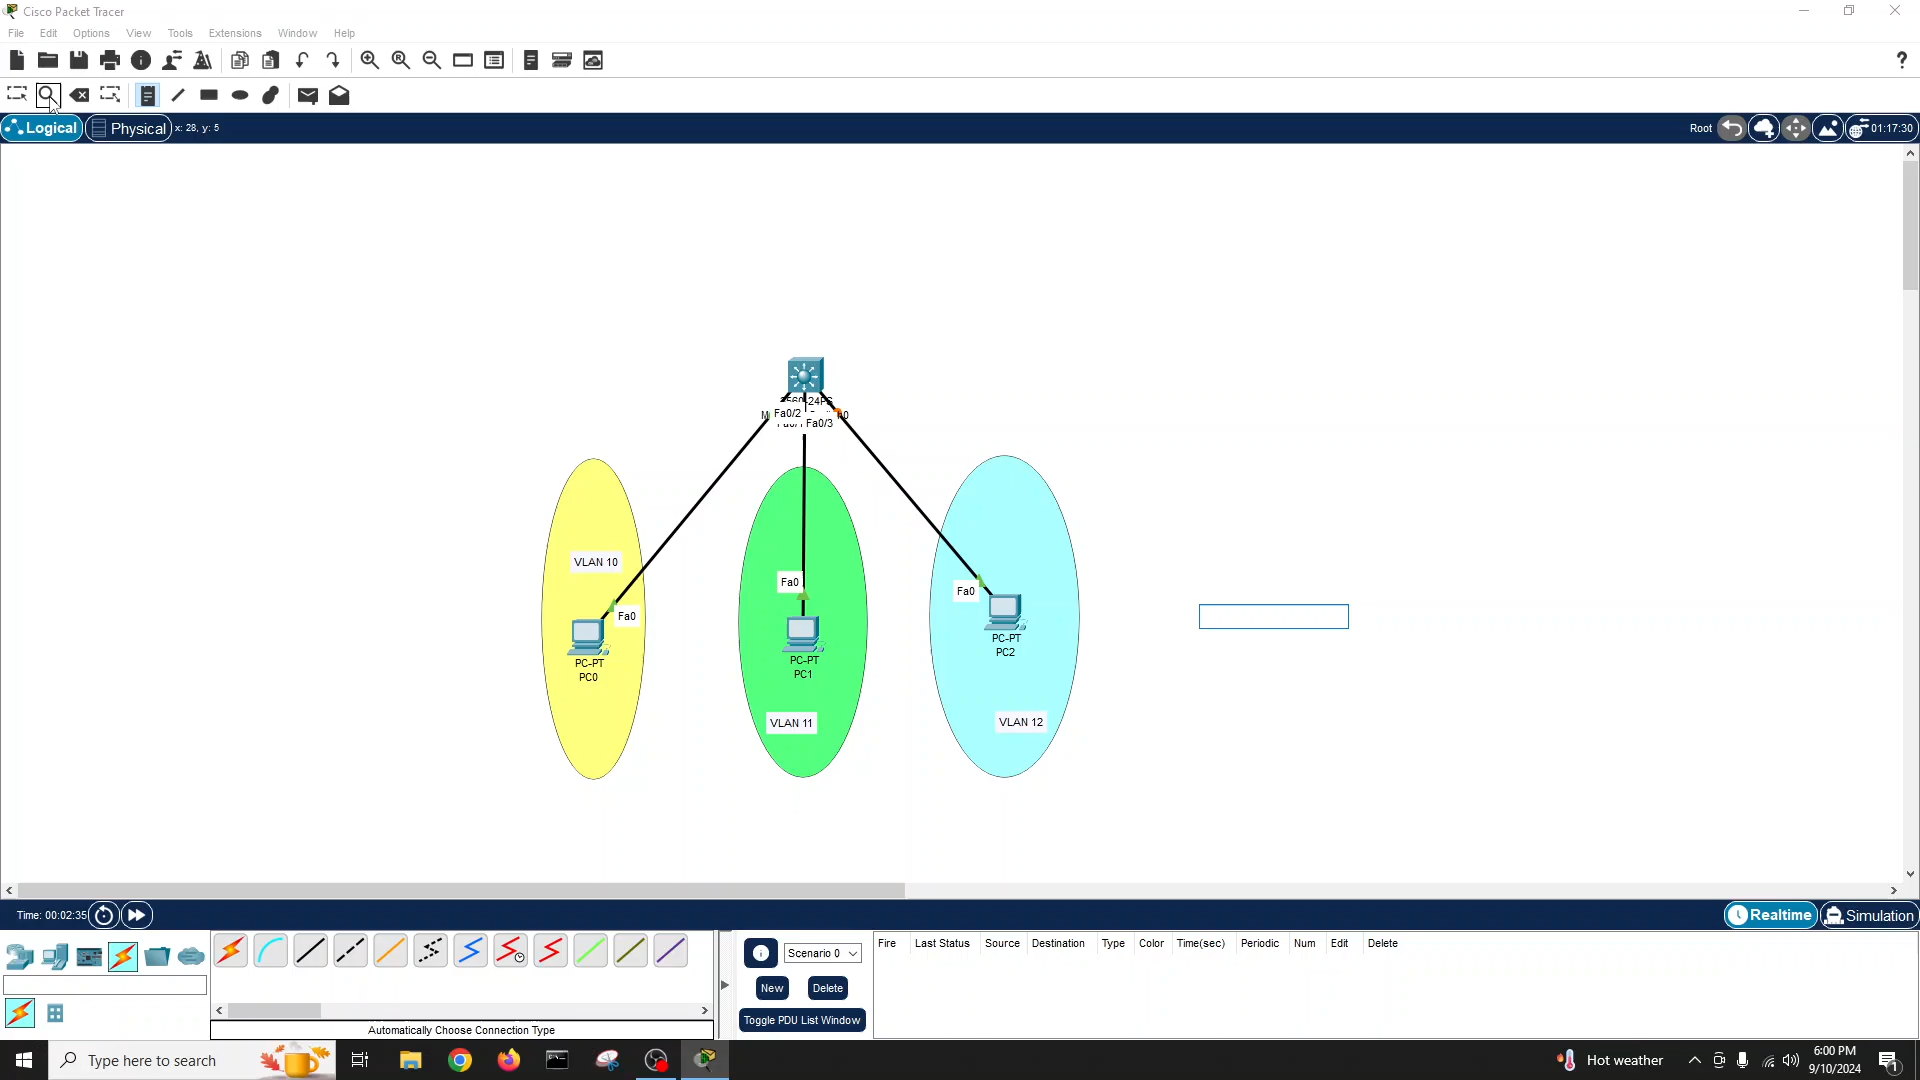 Cisco Packet Tracer
File Edit Options View Tools Extensions Window Help
?
Logical Physical x: 28, y: 5 Root 01:17:30
Fa0/2
Fa0/3
VLAN 10
Fa0
Fa0
Fa0
PC-PT
PC0
PC-PT
PC1
PC-PT
PC2
VLAN 11
VLAN 12
Time: 00:02:35 Realtime Simulation
Scenario 0
New Delete
Toggle PDU List Window
Fire Last Status Source Destination Type Color Time(sec) Periodic Num Edit Delete
Automatically Choose Connection Type
Type here to search
Hot weather
6:00 PM
9/10/2024
1